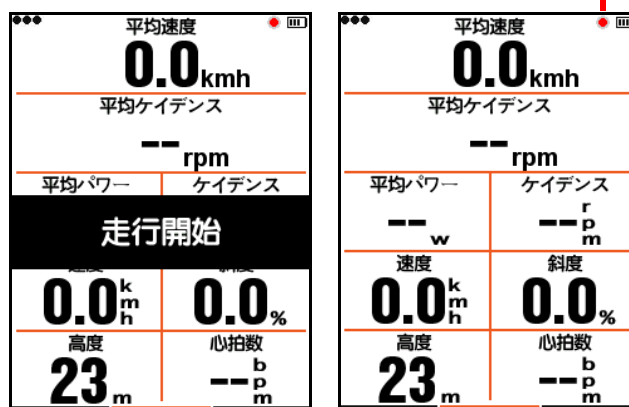 平均速度
0.0kmh
平均ケイデンス
--rpm
平均パワー ケイデンス
走行開始
速度 斜度
0.0kmh 0.0%
高度 心拍数
23m --bpm
平均速度
0.0kmh
平均ケイデンス
--rpm
平均パワー ケイデンス
--w --rpm
速度 斜度
0.0kmh 0.0%
高度 心拍数
23m --bpm